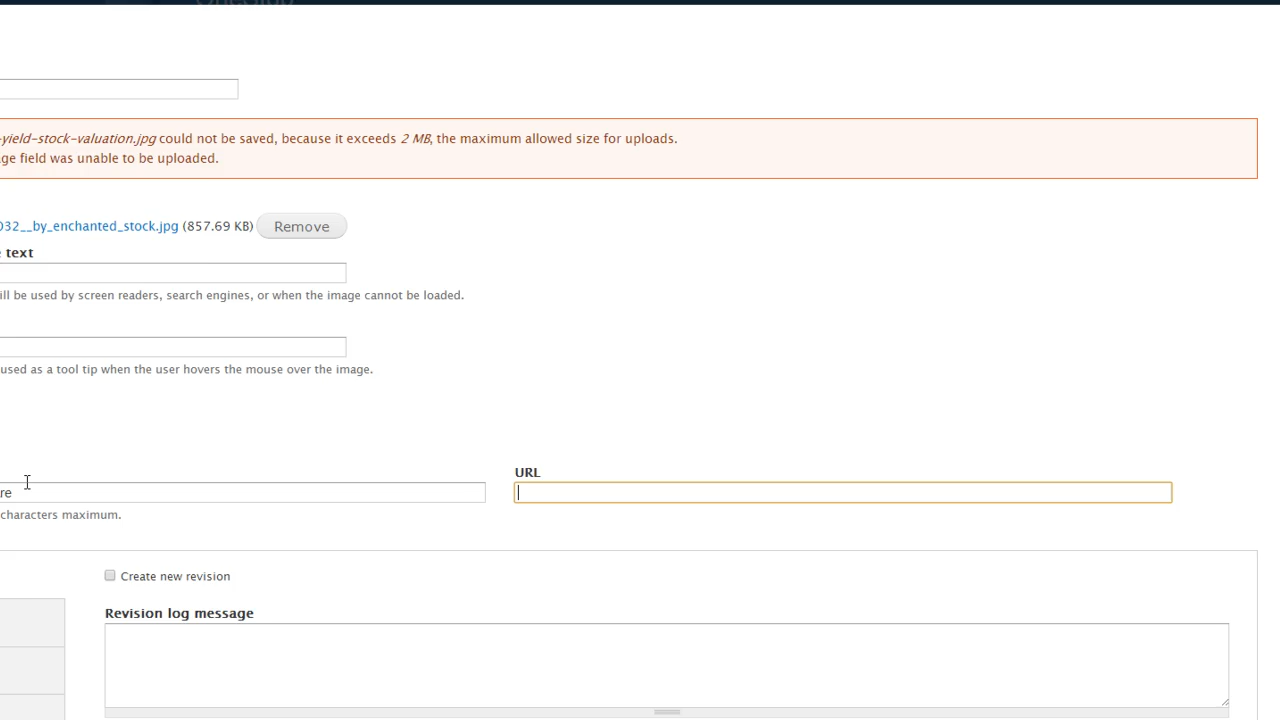 -yield-stock-valuation.jpg could not be saved, because it exceeds 2 MB, the maximum allowed size for uploads.
ge field was unable to be uploaded.
032__by_enchanted_stock.jpg (857.69 KB) Remove
text
ill be used by screen readers, search engines, or when the image cannot be loaded.
used as a tool tip when the user hovers the mouse over the image.
URL
re
characters maximum.
Create new revision
Revision log message